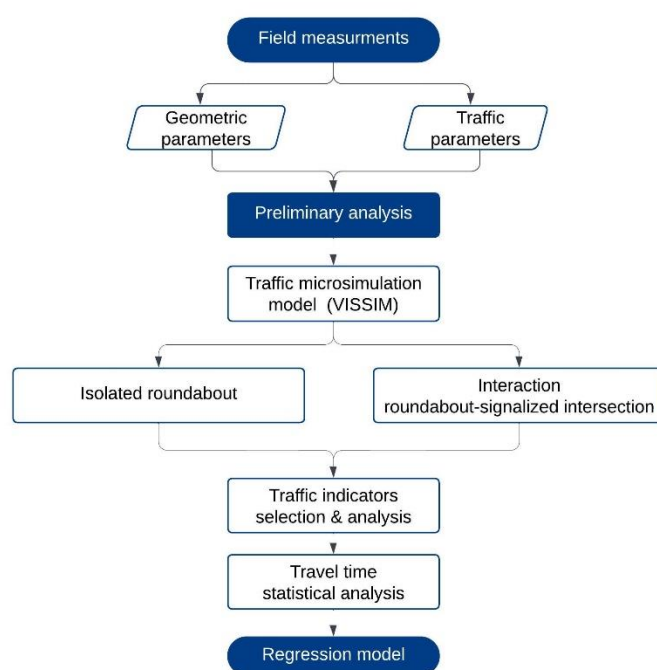 Field measurments
Geometric
parameters
Traffic
parameters
Preliminary analysis
Traffic microsimulation
model (VISSIM)
Isolated roundabout
Interaction
roundabout-signalized intersection
Traffic indicators
selection & analysis
Travel time
statistical analysis
Regression model